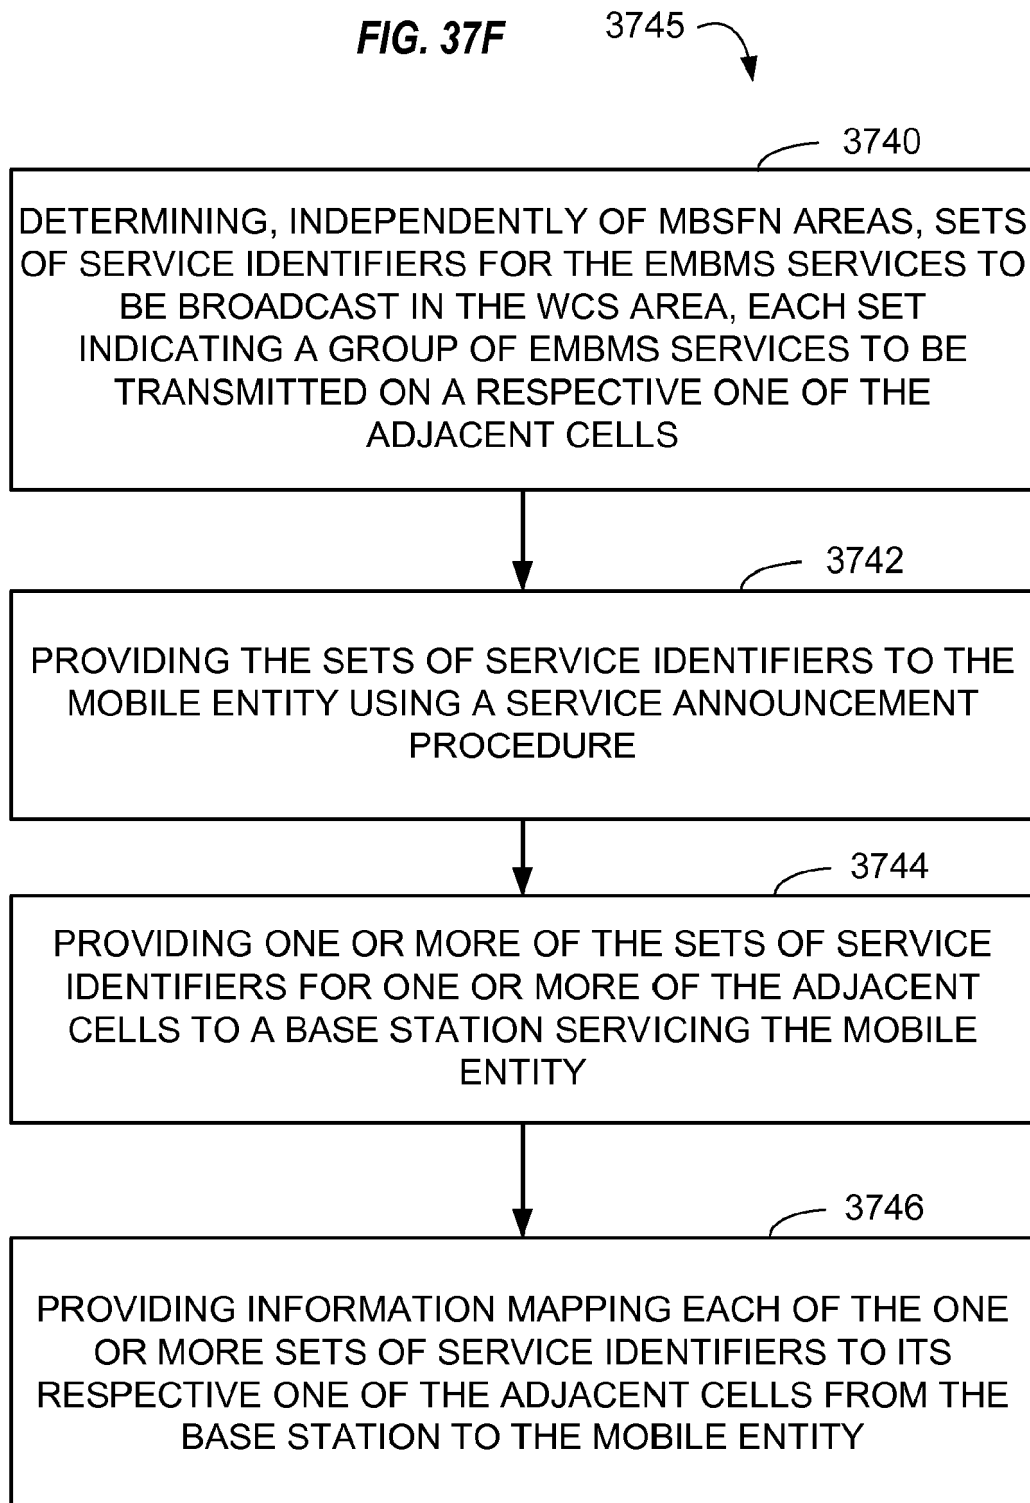 FIG. 37F
3745
3740
DETERMINING, INDEPENDENTLY OF MBSFN AREAS, SETS
OF SERVICE IDENTIFIERS FOR THE EMBMS SERVICES TO
BE BROADCAST IN THE WCS AREA, EACH SET
INDICATING A GROUP OF EMBMS SERVICES TO BE
TRANSMITTED ON A RESPECTIVE ONE OF THE
ADJACENT CELLS
3742
PROVIDING THE SETS OF SERVICE IDENTIFIERS TO THE
MOBILE ENTITY USING A SERVICE ANNOUNCEMENT
PROCEDURE
3744
PROVIDING ONE OR MORE OF THE SETS OF SERVICE
IDENTIFIERS FOR ONE OR MORE OF THE ADJACENT
CELLS TO A BASE STATION SERVICING THE MOBILE
ENTITY
3746
PROVIDING INFORMATION MAPPING EACH OF THE ONE
OR MORE SETS OF SERVICE IDENTIFIERS TO ITS
RESPECTIVE ONE OF THE ADJACENT CELLS FROM THE
BASE STATION TO THE MOBILE ENTITY